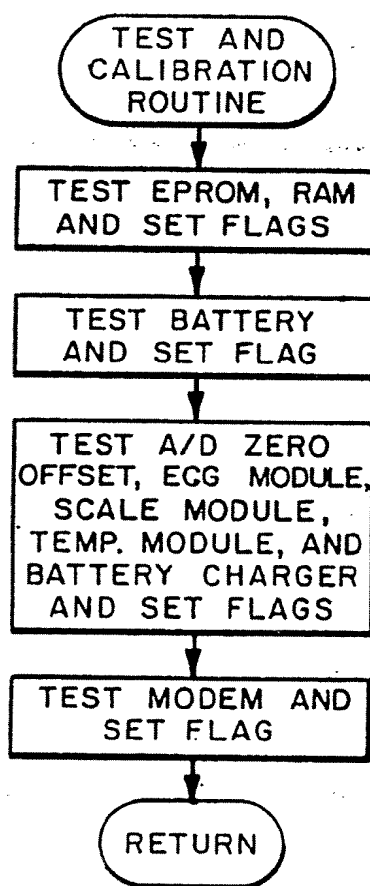 TEST AND
CALIBRATION
ROUTINE
TEST EPROM, RAM
AND SET FLAGS
TEST BATTERY
AND SET FLAG
TEST A/D ZERO
OFFSET, ECG MODULE,
SCALE MODULE,
TEMP. MODULE, AND
BATTERY CHARGER
AND SET FLAGS
TEST MODEM AND
SET FLAG
RETURN